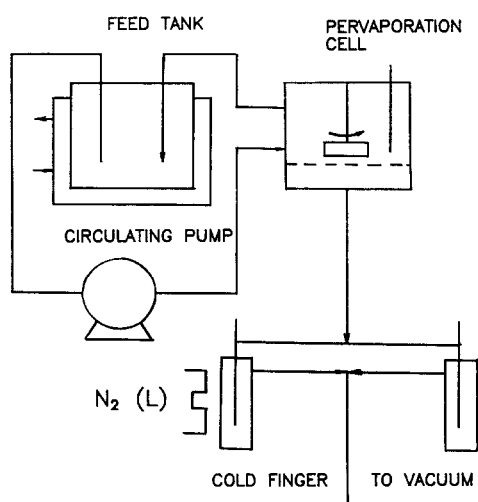 FEED TANK
PERVAPORATION
CELL
CIRCULATING PUMP
N₂ (L)
COLD FINGER
TO VACUUM